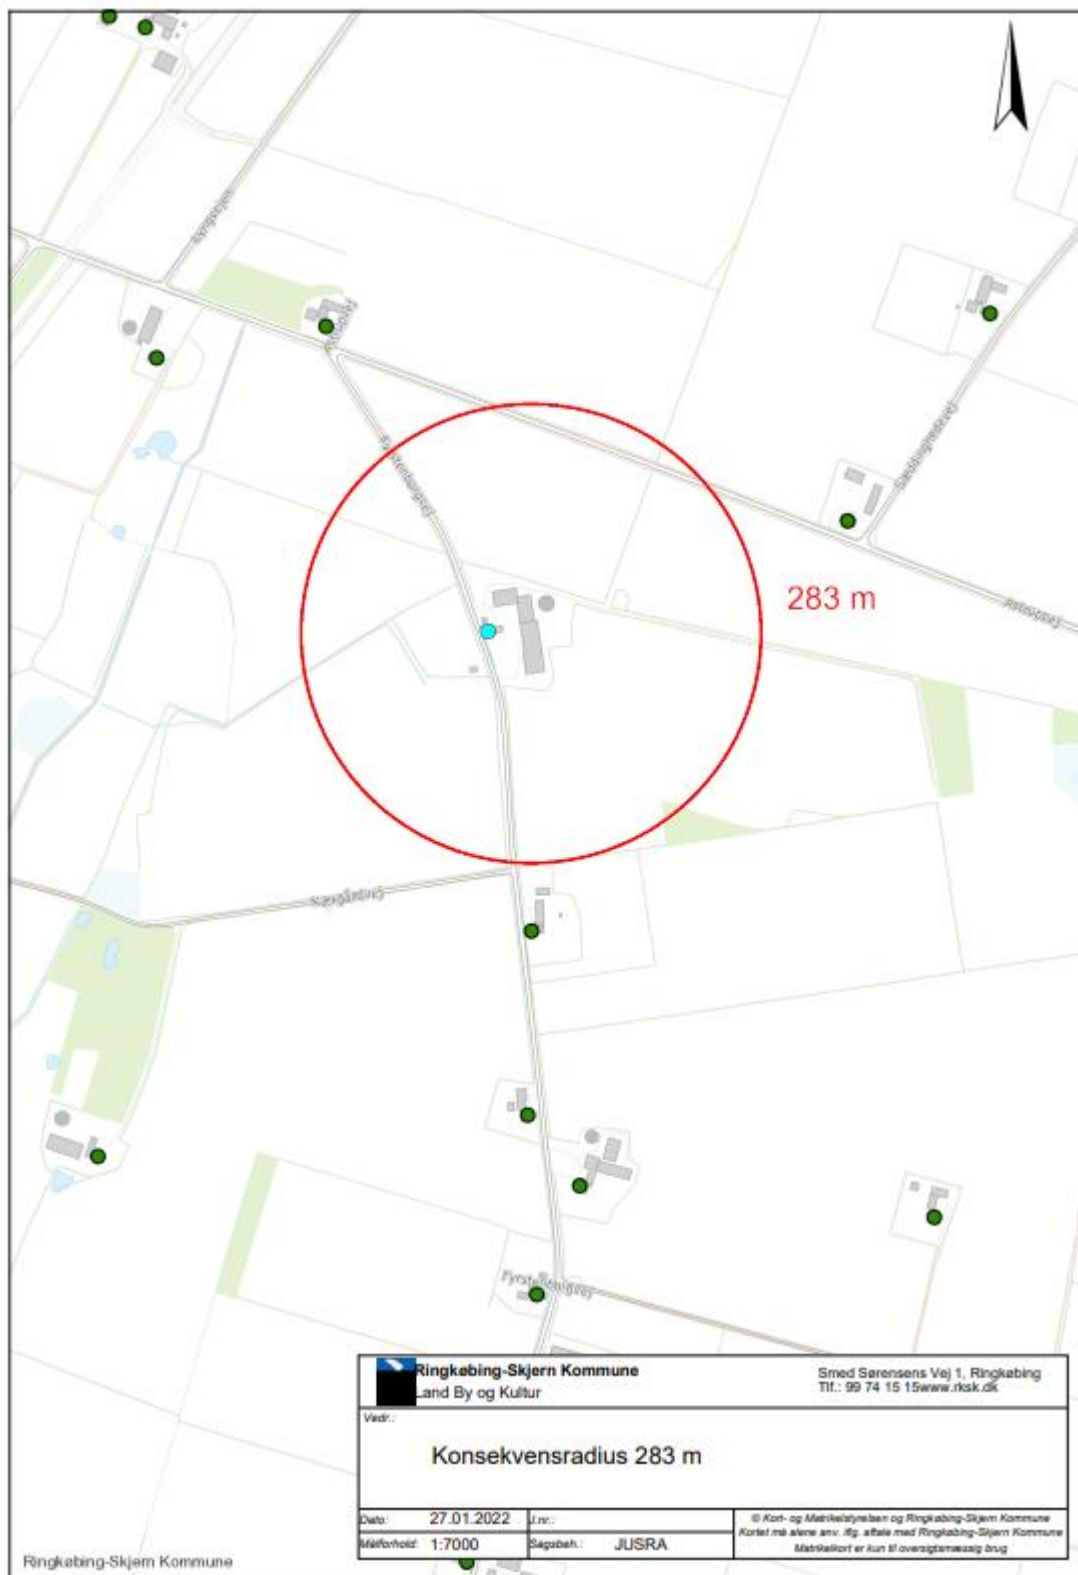 Fyrstenbergvej
Sæddingledvej
283 m
Fyrstenbergvej
Ringkøbing-Skjern Kommune
Land By og Kultur
Smed Sørensens Vej 1, Ringkøbing
Tlf.: 99 74 15 15www.rksk.dk
Vedr.:
Konsekvensradius 283 m
Dato: 27.01.2022 J.nr.:
Målforhold: 1:7000 Sagsbeh.: JUSRA
© Kort- og Matrikelstyrelsen og Ringkøbing-Skjern Kommune
Kortet må alene anv. iflg. aftale med Ringkøbing-Skjern Kommune
Matrikelkort er kun til oversigtsmæssig brug
Ringkøbing-Skjern Kommune